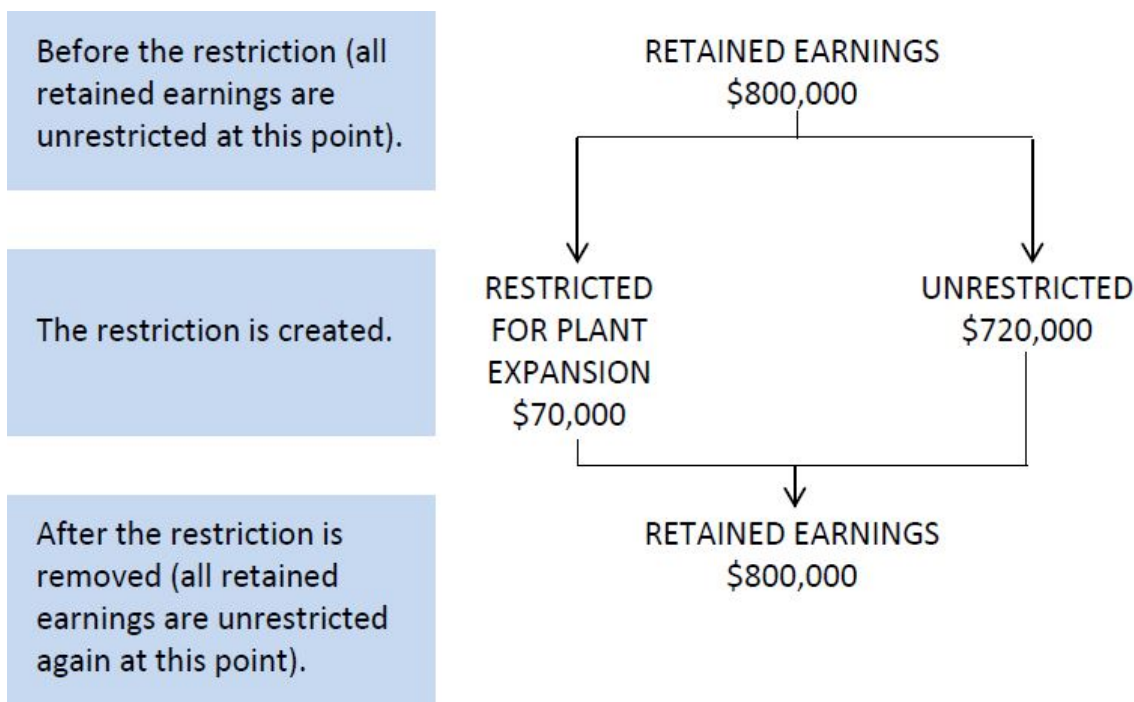 Before the restriction (all
retained earnings are
unrestricted at this point).
RETAINED EARNINGS
$800,000
The restriction is created.
RESTRICTED
FOR PLANT
EXPANSION
$70,000
UNRESTRICTED
$720,000
After the restriction is
removed (all retained
earnings are unrestricted
again at this point).
RETAINED EARNINGS
$800,000